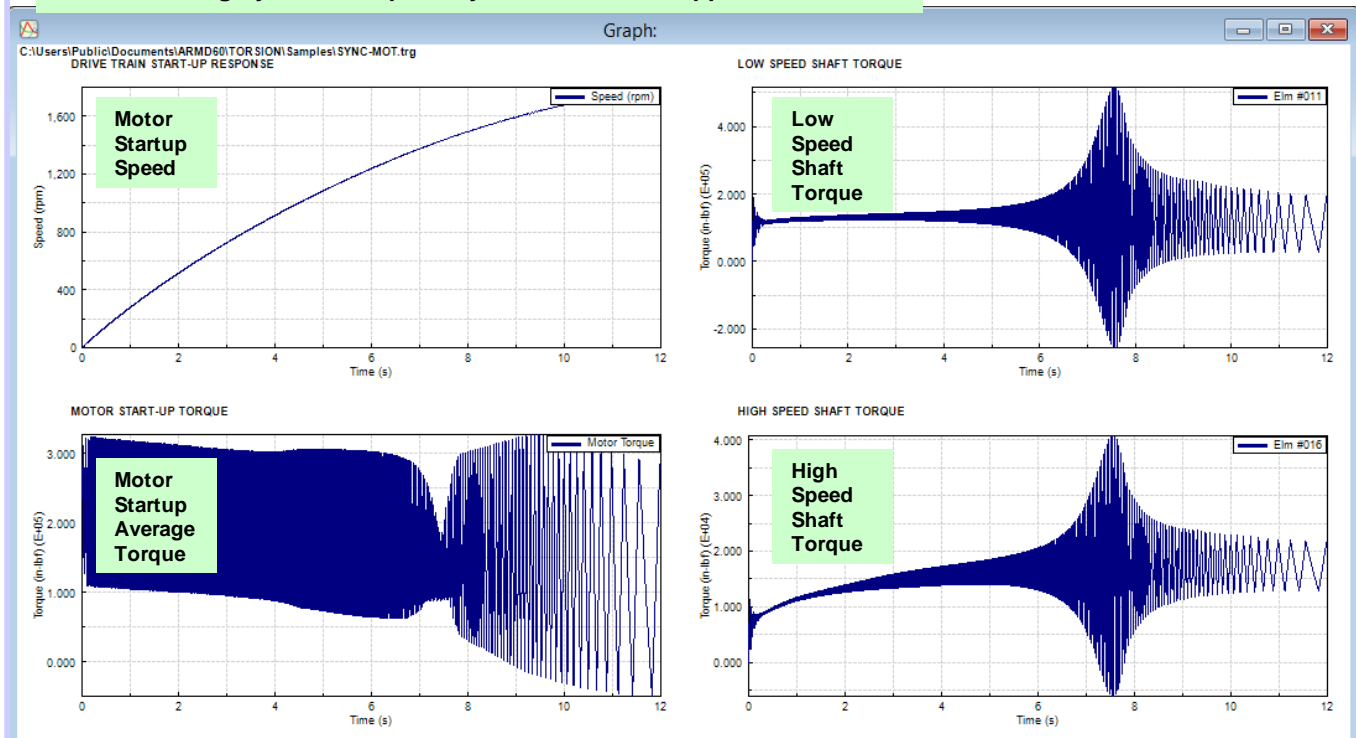 Graph:
C:\Users\Public\Documents\ARMD60\TORSION\Samples\SYNC-MOT.trg
DRIVE TRAIN START-UP RESPONSE
Speed (rpm)
Motor
Startup
Speed
Speed (rpm)
1,600
1,200
800
400
0
0 2 4 6 8 10 12
Time (s)
LOW SPEED SHAFT TORQUE
Elm #011
Low
Speed
Shaft
Torque
Torque (in-lbf) (E+05)
4.000
2.000
0.000
-2.000
0 2 4 6 8 10 12
Time (s)
MOTOR START-UP TORQUE
Motor Torque
Motor
Startup
Average
Torque
Torque (in-lbf) (E+05)
3.000
2.000
1.000
0.000
0 2 4 6 8 10 12
Time (s)
HIGH SPEED SHAFT TORQUE
Elm #016
High
Speed
Shaft
Torque
Torque (in-lbf) (E+04)
4.000
3.000
2.000
1.000
0.000
0 2 4 6 8 10 12
Time (s)